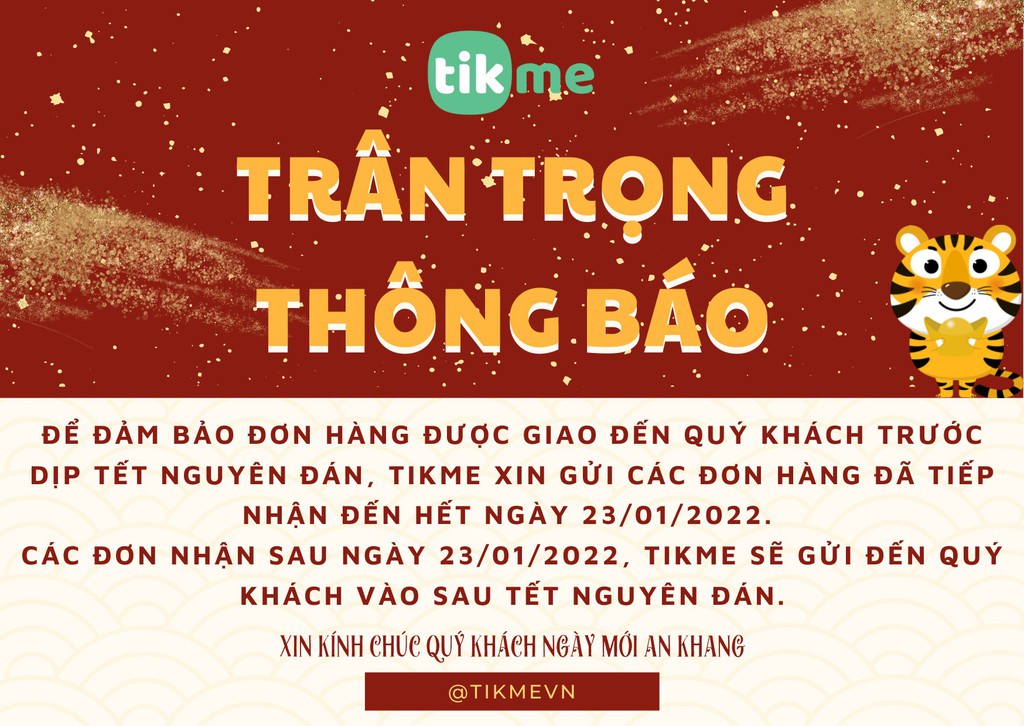 tikme
TRÂN TRỌNG
THÔNG BÁO
ĐỂ ĐẢM BẢO ĐƠN HÀNG ĐƯỢC GIAO ĐẾN QUÝ KHÁCH TRƯỚC
DỊP TẾT NGUYÊN ĐÁN, TIKME XIN GỬI CÁC ĐƠN HÀNG ĐÃ TIẾP
NHẬN ĐẾN HẾT NGÀY 23/01/2022.
CÁC ĐƠN NHẬN SAU NGÀY 23/01/2022, TIKME SẼ GỬI ĐẾN QUÝ
KHÁCH VÀO SAU TẾT NGUYÊN ĐÁN.
XIN KÍNH CHÚC QUÝ KHÁCH NGÀY MỚI AN KHANG
@TIKMEVN